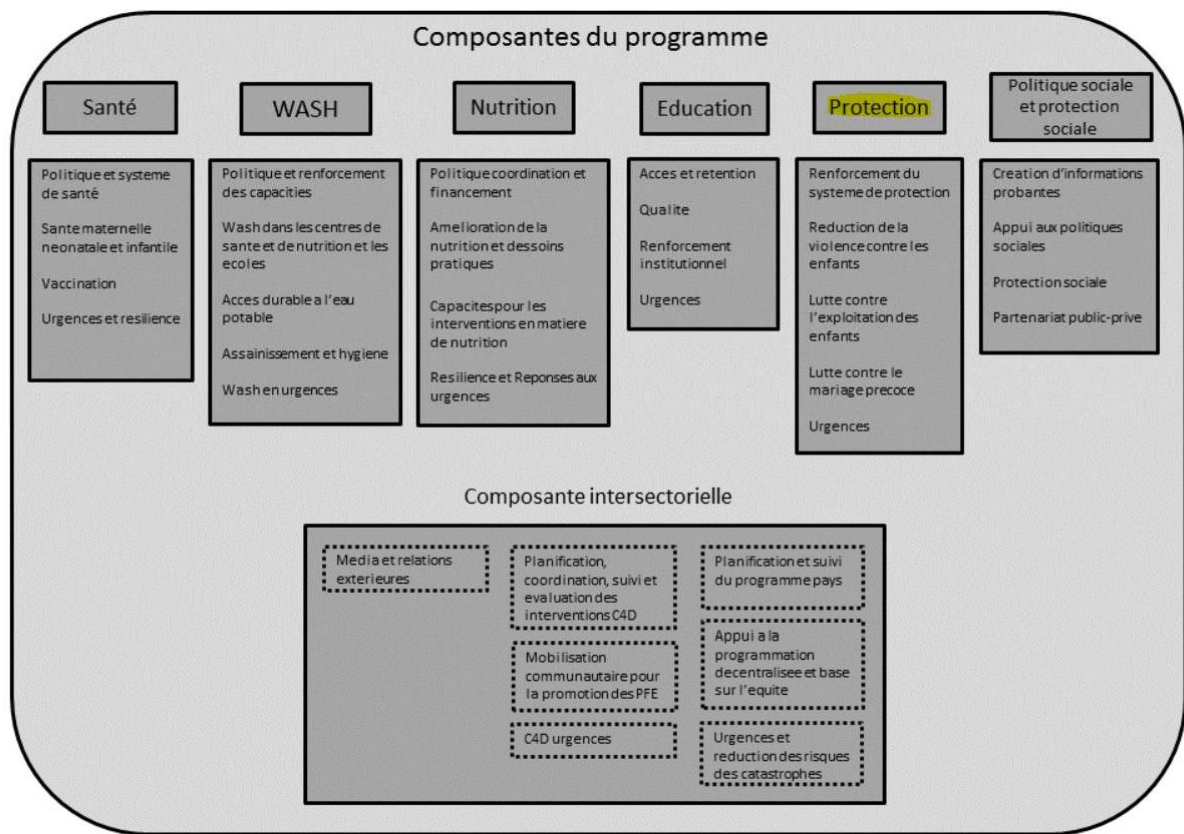 Composantes du programme
Santé
WASH
Nutrition
Education
Protection
Politique sociale
et protection
sociale
Politique et systeme
de santé
Sante maternelle
neonatale et infantile
Vaccination
Urgences et resilience
Politique et renforcement
des capacities
Wash dans les centres de
sante et de nutrition et les
ecoles
Acces durable a l'eau
potable
Assainissement et hygiene
Wash en urgences
Politique coordination et
financement
Amelioration de la
nutrition et dessoins
pratiques
Capacitespour les
interventions en matiere
de nutrition
Resilience et Reponses aux
urgences
Acces et retention
Qualite
Renforcement
institutionnel
Urgences
Renforcement du
systeme de protection
Reduction de la
violence contre les
enfants
Lutte contre
l'exploitation des
enfants
Lutte contre le
mariage precoce
Urgences
Creation d'informations
probantes
Appui aux politiques
sociales
Protection sociale
Partenariat public-prive
Composante intersectorielle
Media et relations
exterieures
Planification,
coordination, suivi et
evaluation des
interventions C4D
Mobilisation
communautaire pour
la promotion des PFE
C4D urgences
Planification et suivi
du programme pays
Appui a la
programmation
decentralisee et base
sur l'equite
Urgences et
reduction des risques
des catastrophes